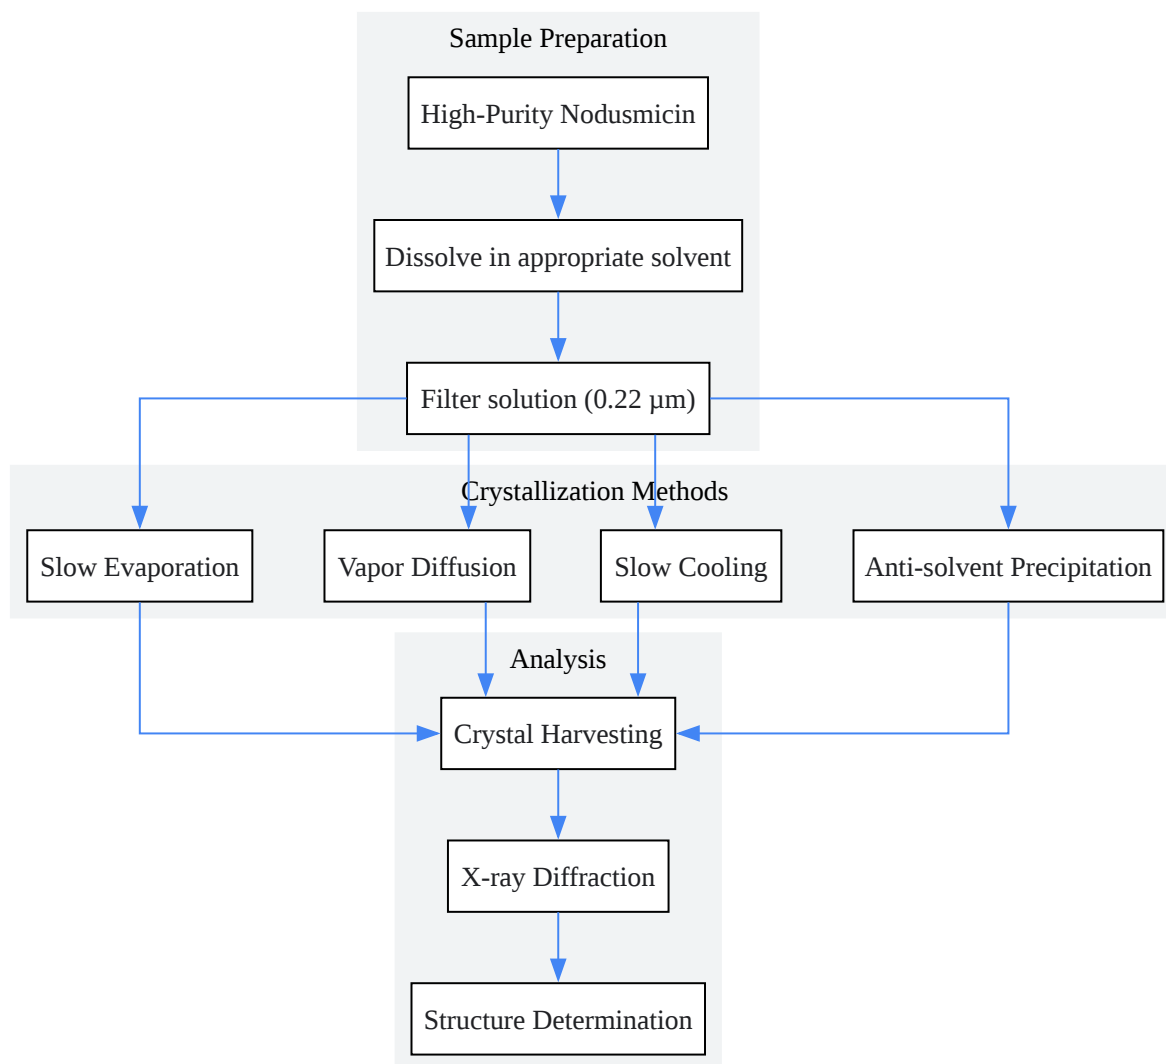 Sample Preparation
High-Purity Nodusmicin
Dissolve in appropriate solvent
Filter solution (0.22 µm)
Crystallization Methods
Slow Evaporation
Vapor Diffusion
Slow Cooling
Anti-solvent Precipitation
Analysis
Crystal Harvesting
X-ray Diffraction
Structure Determination